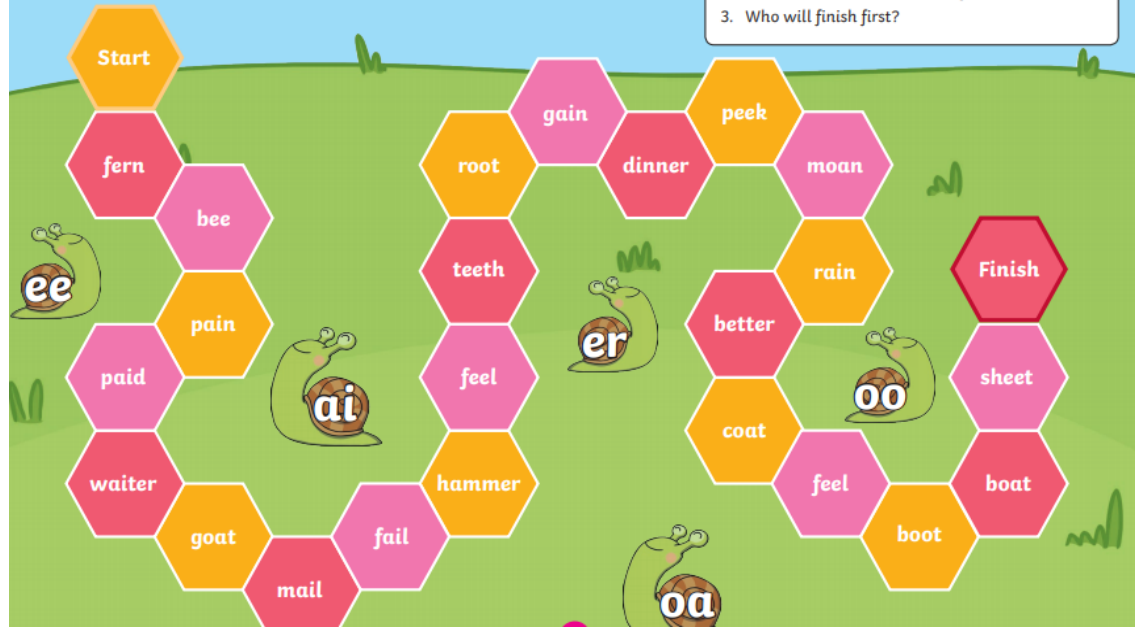 3. Who will finish first?
Start
fern
bee
pain
paid
waiter
goat
mail
fail
hammer
feel
teeth
root
gain
dinner
peek
moan
rain
better
coat
feel
boot
boat
sheet
Finish
ee
ai
er
oo
oa